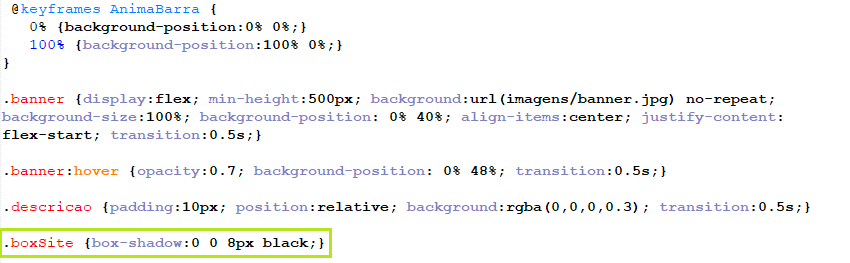 @keyframes AnimaBarra {
0% {background-position:0% 0%;}
100% {background-position:100% 0%;}
}
.banner {display:flex; min-height:500px; background:url(imagens/banner.jpg) no-repeat;
background-size:100%; background-position: 0% 40%; align-items:center; justify-content:
flex-start; transition:0.5s;}
.banner:hover {opacity:0.7; background-position: 0% 48%; transition:0.5s;}
.descricao {padding:10px; position:relative; background:rgba(0,0,0,0.3); transition:0.5s;}
.boxSite {box-shadow:0 0 8px black;}